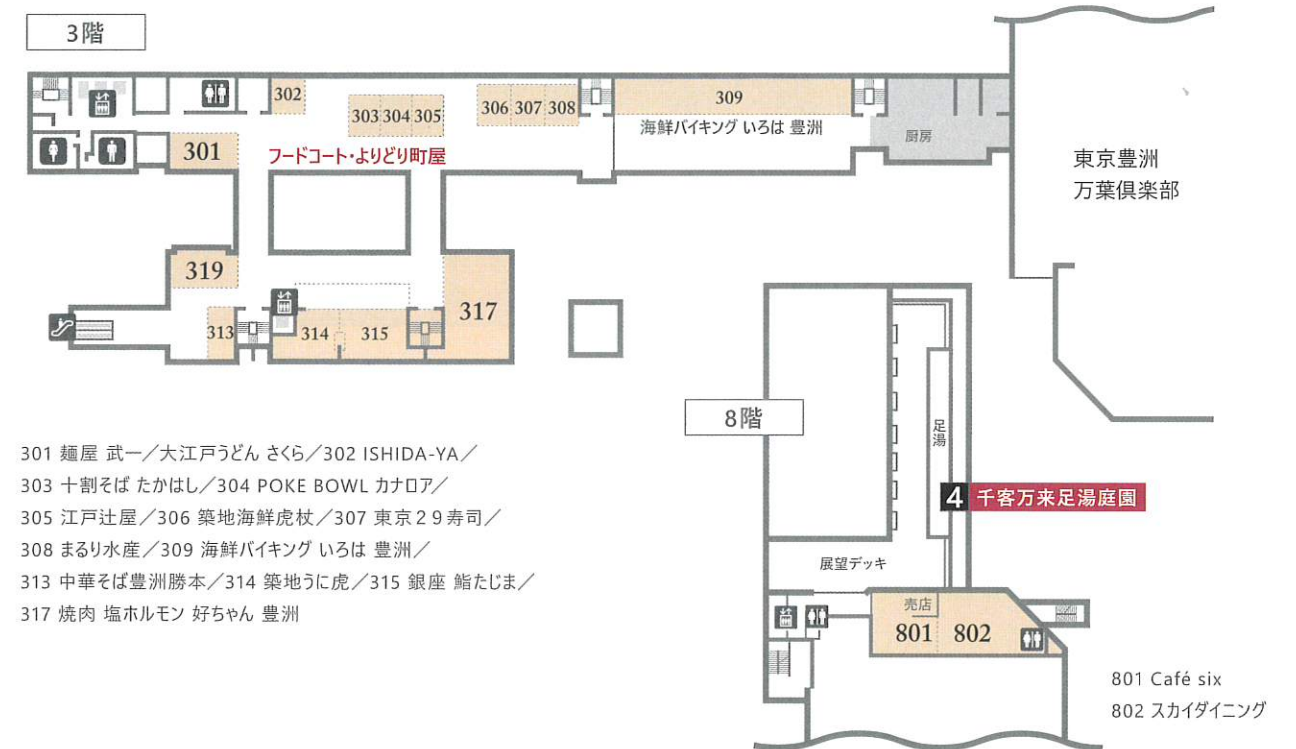 3階
302
303 304 305
306 307 308
309
海鮮バイキング いろは 豊洲
厨房
301
フードコート・よりどり町屋
東京豊洲
万葉倶楽部
319
317
313
314
315
8階
足湯
4 千客万来足湯庭園
展望デッキ
売店
801 802
301 麺屋 武一／大江戸うどん さくら／302 ISHIDA-YA／
303 十割そば たかはし／304 POKE BOWL カナロア／
305 江戸辻屋／306 築地海鮮虎杖／307 東京29寿司／
308 まるり水産／309 海鮮バイキング いろは 豊洲／
313 中華そば豊洲勝本／314 築地うに虎／315 銀座 鮨たじま／
317 焼肉 塩ホルモン 好ちゃん 豊洲
801 Café six
802 スカイダイニング